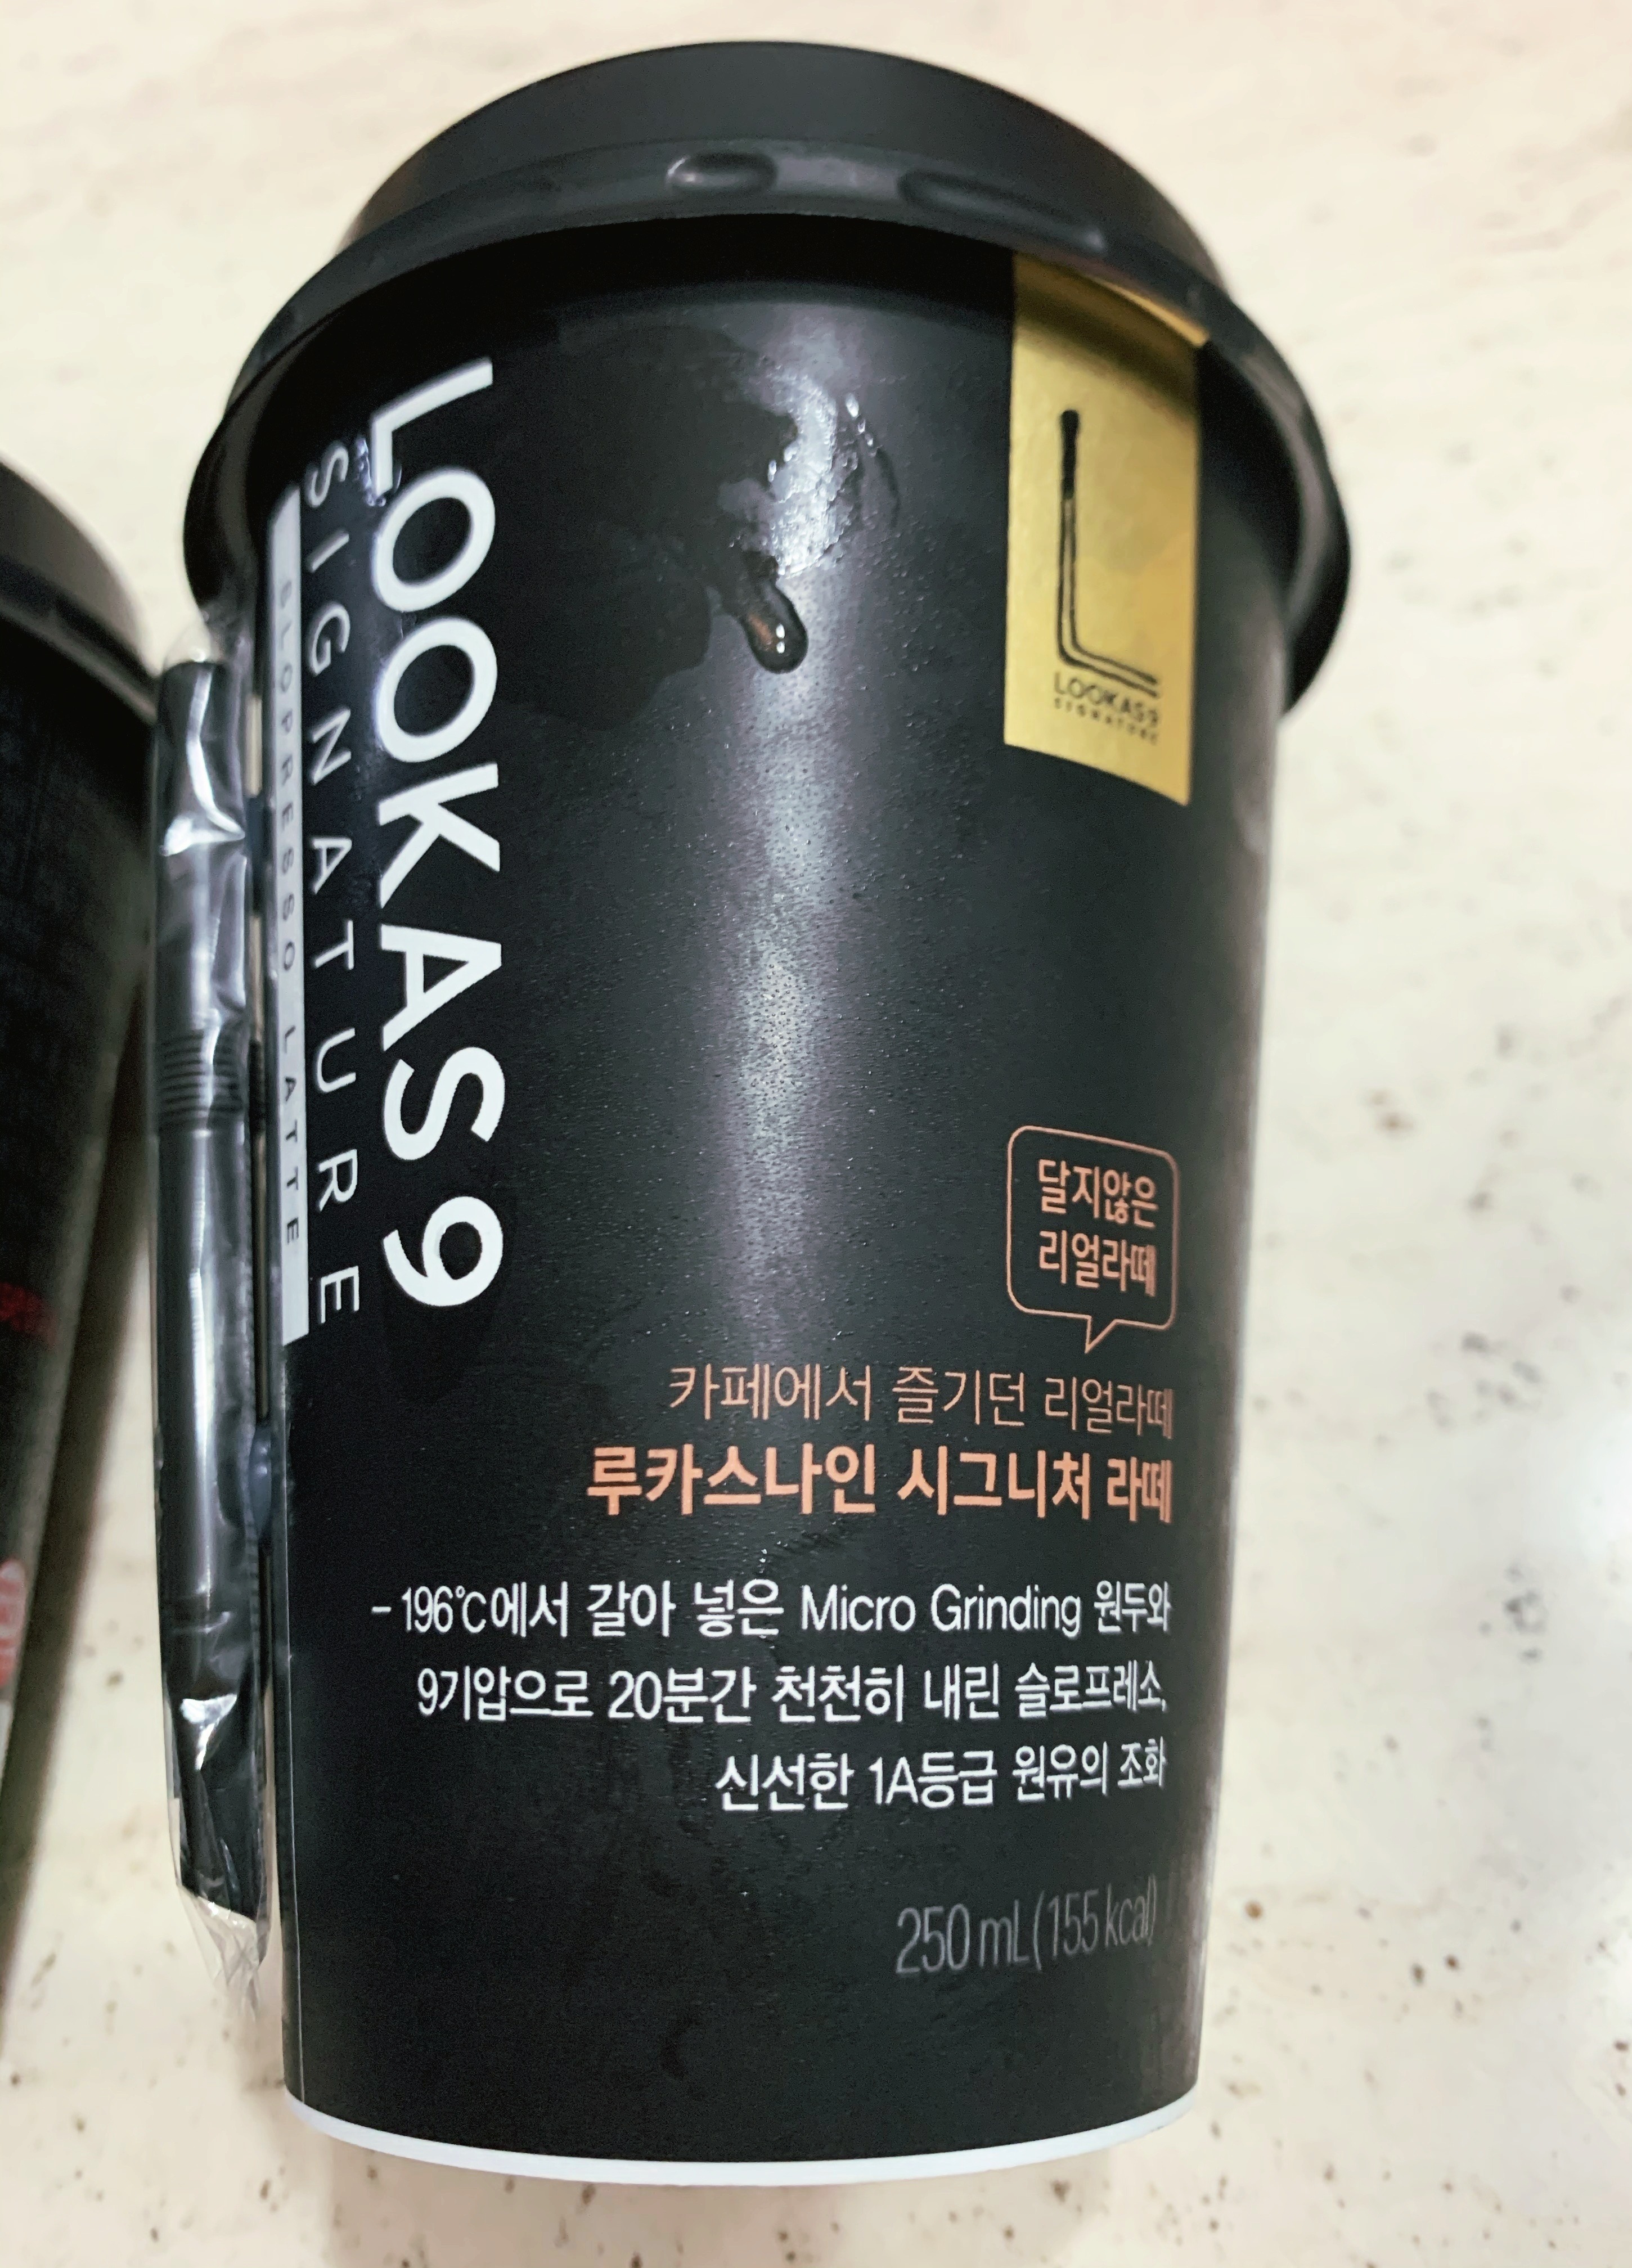 LOOKAS 9
SIGNATURE
SLOPRESSO LATTE
L
LOOKAS9
SIGNATURE
달지않은
리얼라떼
카페에서 즐기던 리얼라떼
루카스나인 시그니처 라떼
-196℃에서 갈아 넣은 Micro Grinding 원두와
9기압으로 20분간 천천히 내린 슬로프레소,
신선한 1A등급 원유의 조화
250 mL(155 kcal)